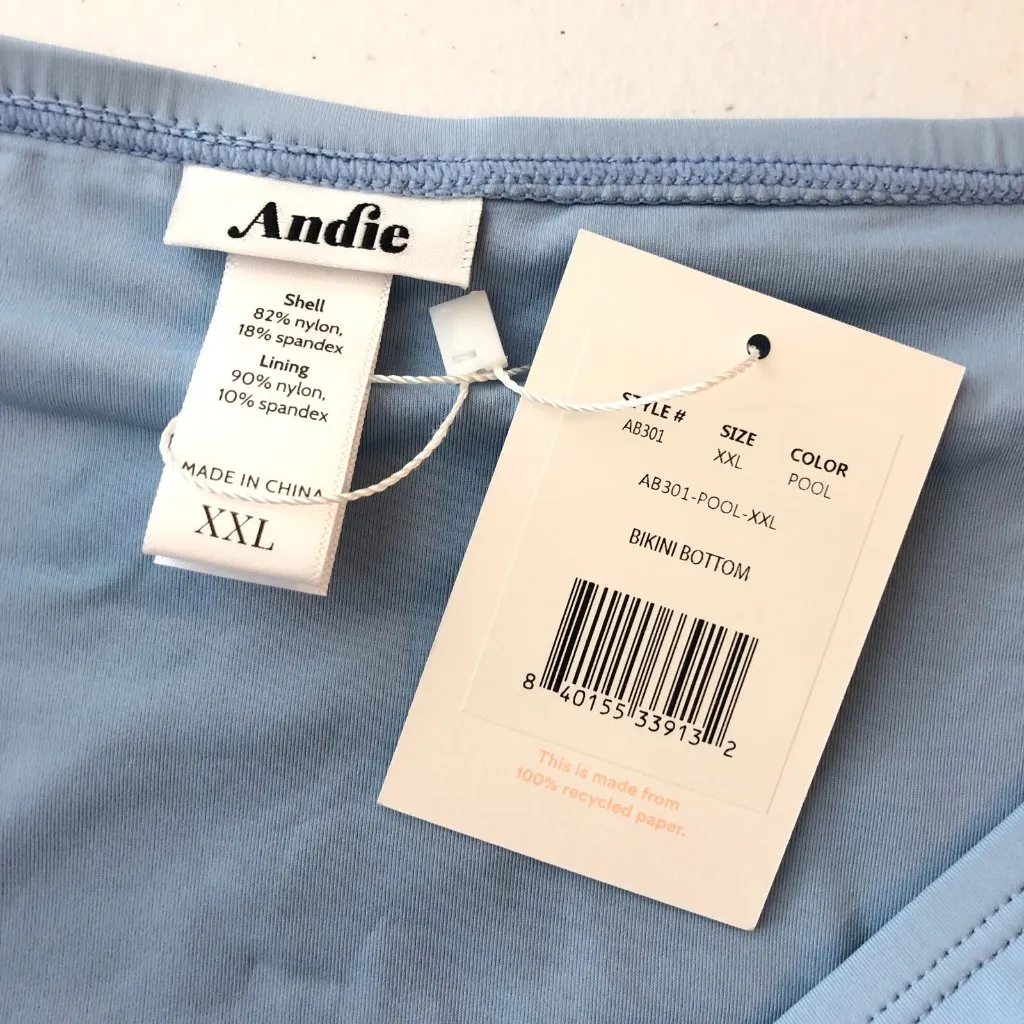 Andie
Shell
82% nylon,
18% spandex
Lining
90% nylon,
10% spandex
MADE IN CHINA
XXL
STYLE #
AB301
SIZE
XXL
COLOR
POOL
AB301-POOL-XXL
BIKINI BOTTOM
8 40155 33913 2
This is made from
100% recycled paper.